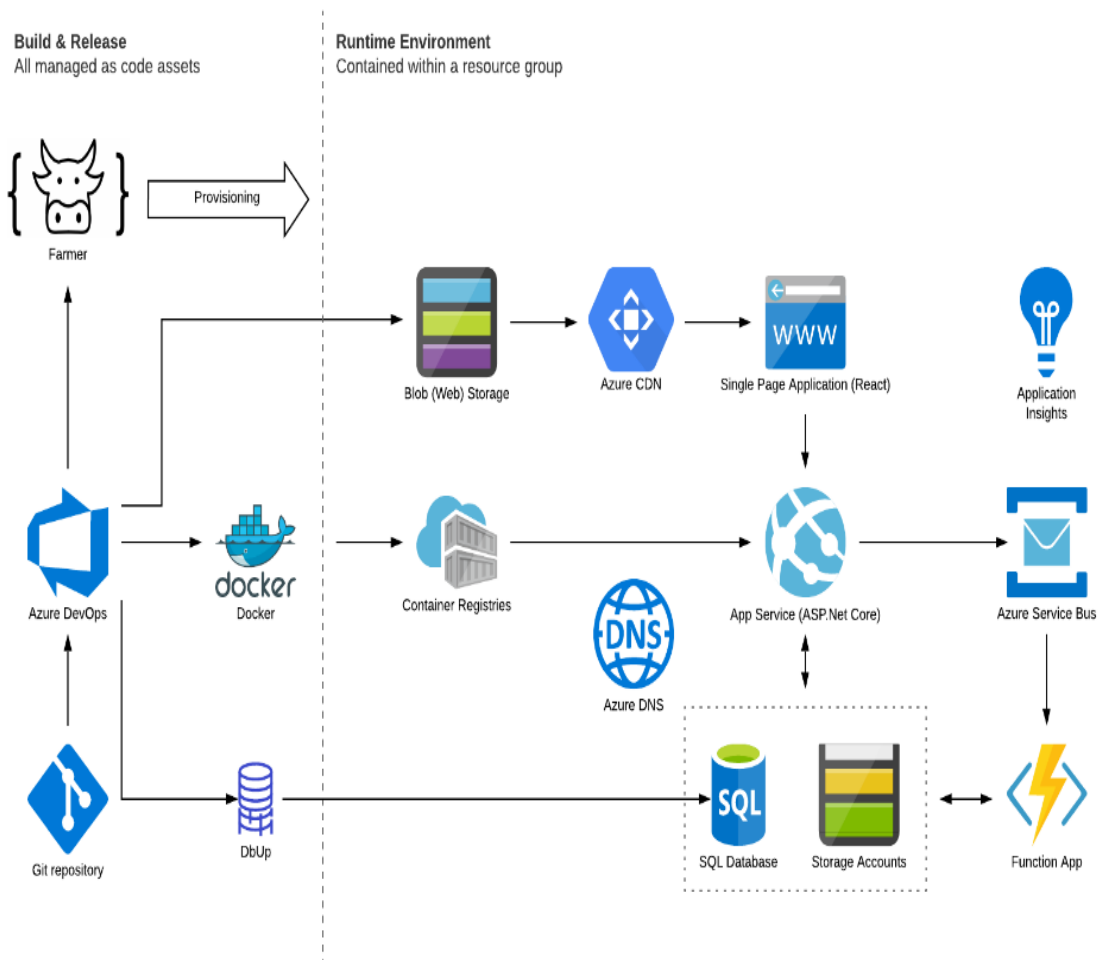 Build & Release
All managed as code assets
Runtime Environment
Contained within a resource group
{ }
Provisioning
Farmer
WWW
Blob (Web) Storage
Azure CDN
Single Page Application (React)
Application
Insights
docker
Azure DevOps
Docker
Container Registries
App Service (ASP.Net Core)
Azure Service Bus
DNS
Azure DNS
SQL
Git repository
DbUp
SQL Database
Storage Accounts
Function App